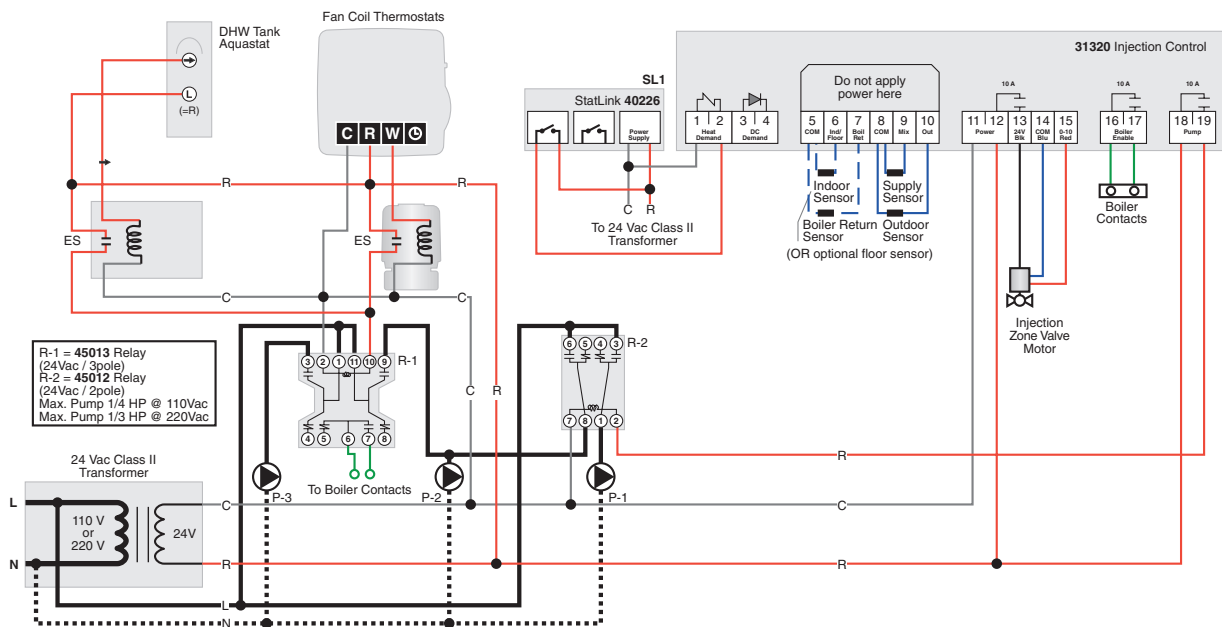 DHW Tank
Aquastat
L
(=R)
Fan Coil Thermostats
C R W
31320 Injection Control
SL1
StatLink 40226
Power
Supply
Do not apply
power here
10 A
10 A
10 A
1 2
Heat
Demand
3 4
DC
Demand
5 6 7 8 9 10
COM
Ind/
Floor
Boil
Ret
COM
Mix
Out
11 12 13 14 15
Power
24V
Blk
COM
Blu
0-10
Red
16 17
Boiler
Enable
18 19
Pump
R
R
R
C
R
To 24 Vac Class II
Transformer
Indoor
Sensor
Supply
Sensor
Boiler Return
Sensor
Outdoor
Sensor
(OR optional floor sensor)
Boiler
Contacts
ES
ES
C
C
Injection
Zone Valve
Motor
R-1 = 45013 Relay
(24Vac / 3pole)
R-2 = 45012 Relay
(24Vac / 2pole)
Max. Pump 1/4 HP @ 110Vac
Max. Pump 1/3 HP @ 220Vac
3 2 1 11 10 9
R-1
4 5 6 7 8
6 5 4 3
R-2
7 8 1 2
C
R
To Boiler Contacts
P-3
P-2
P-1
R
24 Vac Class II
Transformer
L
N
110 V
or
220 V
24V
C
C
R
R
L
N